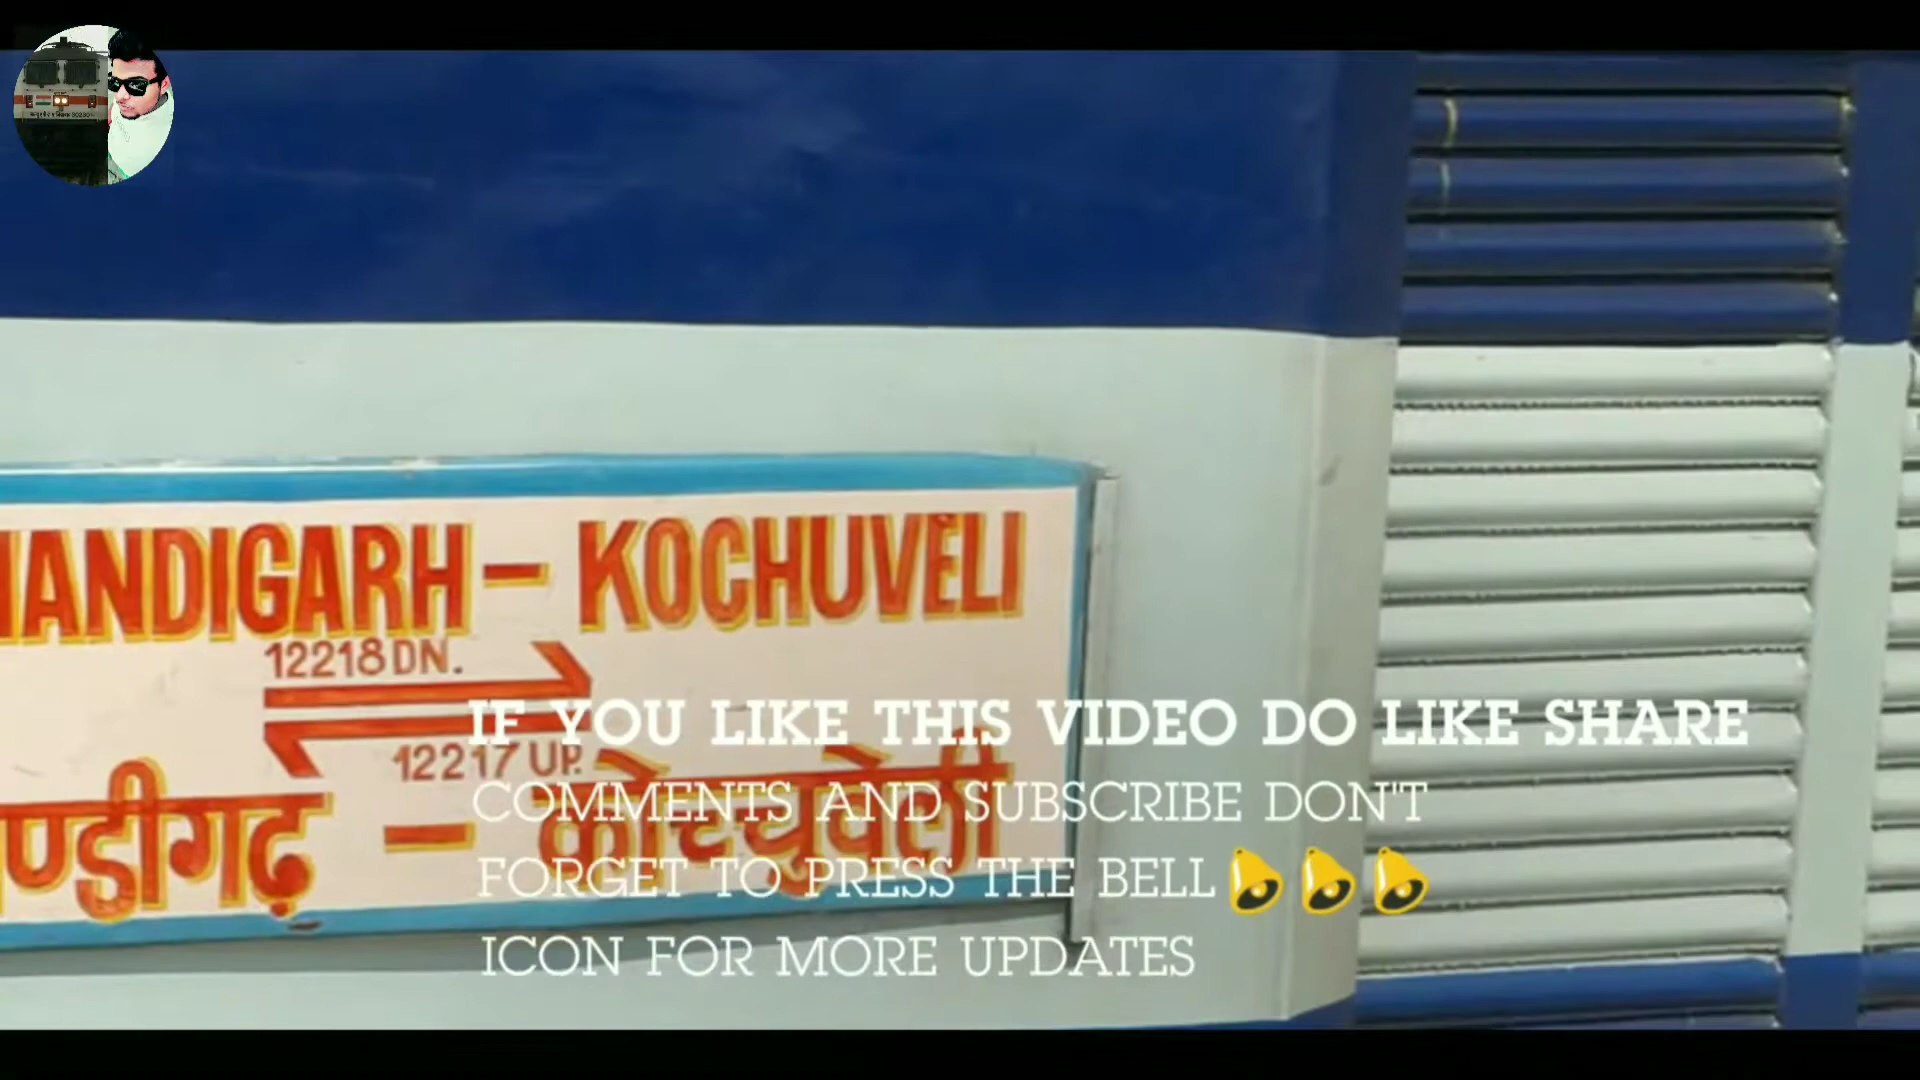 HANDIGARH – KOCHUVELI
12218 DN.
12217 UP.
ण्डीगढ़ – कोच्चुवेली
IF YOU LIKE THIS VIDEO DO LIKE SHARE
COMMENTS AND SUBSCRIBE DON'T
FORGET TO PRESS THE BELL🔔🔔🔔
ICON FOR MORE UPDATES